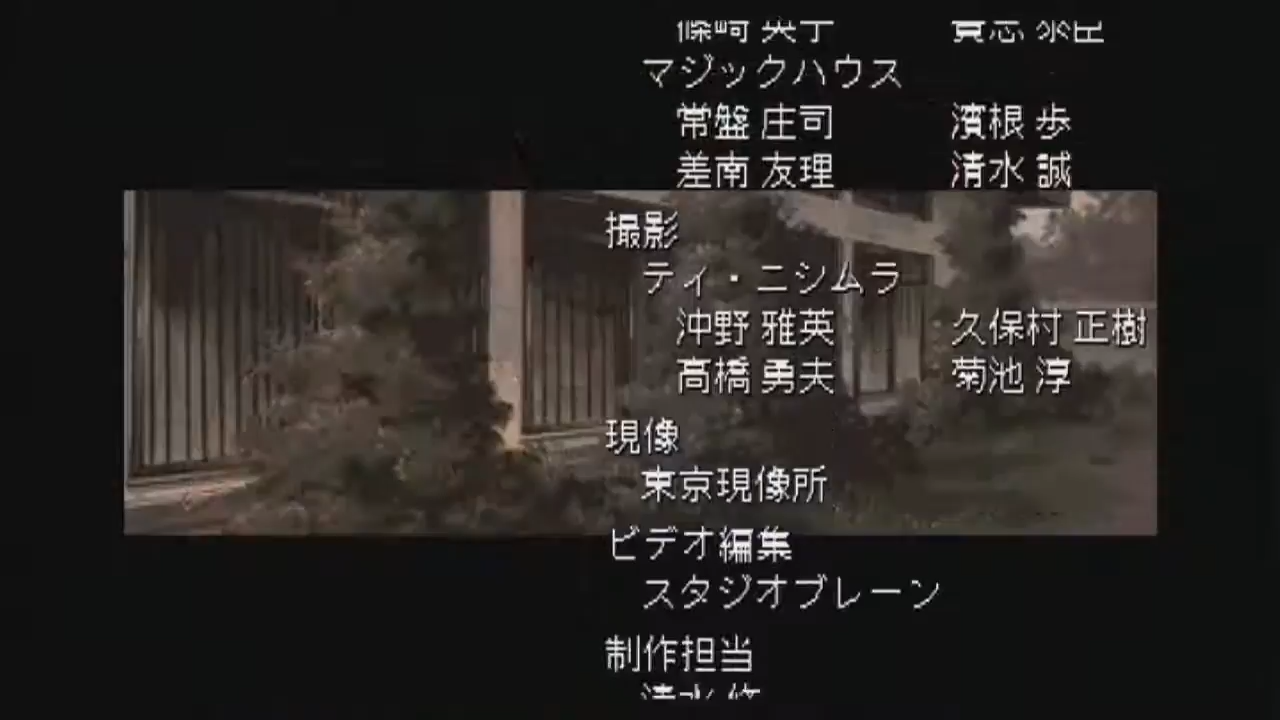 マジックハウス
常盤 庄司 濱根 歩
差南 友理 清水 誠
撮影
ティ・ニシムラ
沖野 雅英 久保村 正樹
高橋 勇夫 菊池 淳
現像
東京現像所
ビデオ編集
スタジオブレーン
制作担当